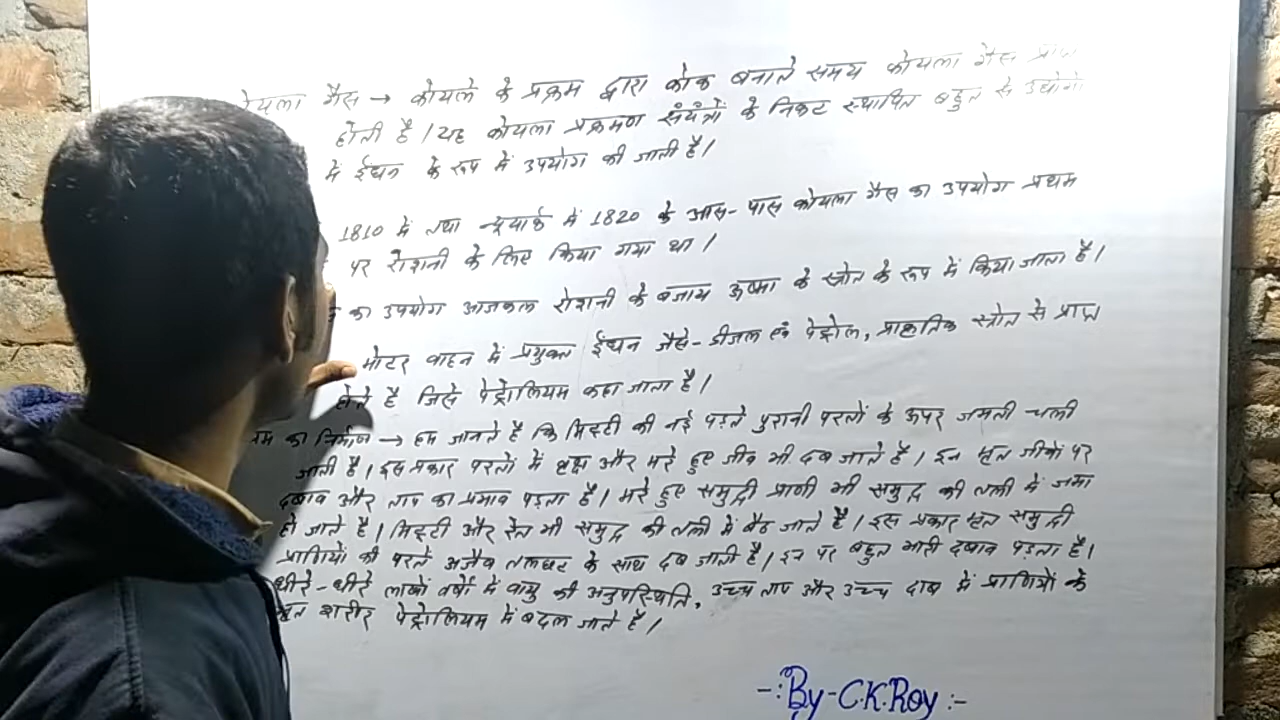 गैस → कोयले के प्रक्रम द्वारा कोक बनाते समय कोयला गैस प्राप्त
होती है। यह कोयला प्रक्रमण संयंत्रों के निकट स्थापित बहुत से उद्योगो
में ईंधन के रूप में उपयोग की जाती है।
1810 में तथा न्यूयार्क में 1820 के आस-पास कोयला गैस का उपयोग प्रथम
पर रोशनी के लिए किया गया था।
का उपयोग आजकल रोशनी के बजाय ऊष्मा के स्त्रोत के रूप में किया जाता है।
मोटर वाहन में प्रयुक्त ईंधन जैसे- डीजल एवं पेट्रोल, प्राकृतिक स्त्रोत से प्राप्त
होते है जिसे पेट्रोलियम कहा जाता है।
का निर्माण → हम जानते है कि मिट्टी की नई पड़ते पुरानी परतों के ऊपर जमती चली
जाती है। इस प्रकार परतों में वृक्ष और मरे हुए जीव भी दब जाते है। इन मृत जीवों पर
दबाव और ताप का प्रभाव पड़ता है। मरे हुए समुद्री प्राणी भी समुद्र की तली में जमा
हो जाते है। मिट्टी और रेत भी समुद्र की तली में बैठ जाते है। इस प्रकार मृत समुद्री
प्राणियों की परतें अजैव तलछट के साथ दब जाती है। इन पर बहुत भारी दबाव पड़ता है।
धीरे-धीरे लाखों वर्षों में वायु की अनुपस्थिति, उच्च ताप और उच्च दाब में प्राणियों के
मृत शरीर पेट्रोलियम में बदल जाते है।
-:By-C.K.Roy:-